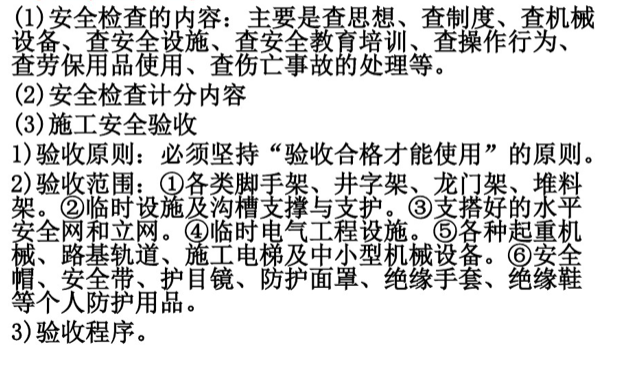 (1)安全检查的内容：主要是查思想、查制度、查机械
设备、查安全设施、查安全教育培训、查操作行为、
查劳保用品使用、查伤亡事故的处理等。
(2)安全检查计分内容
(3)施工安全验收
1)验收原则：必须坚持“验收合格才能使用”的原则。
2)验收范围：①各类脚手架、井字架、龙门架、堆料
架。②临时设施及沟槽支撑与支护。③支搭好的水平
安全网和立网。④临时电气工程设施。⑤各种起重机
械、路基轨道、施工电梯及中小型机械设备。⑥安全
帽、安全带、护目镜、防护面罩、绝缘手套、绝缘鞋
等个人防护用品。
3)验收程序。